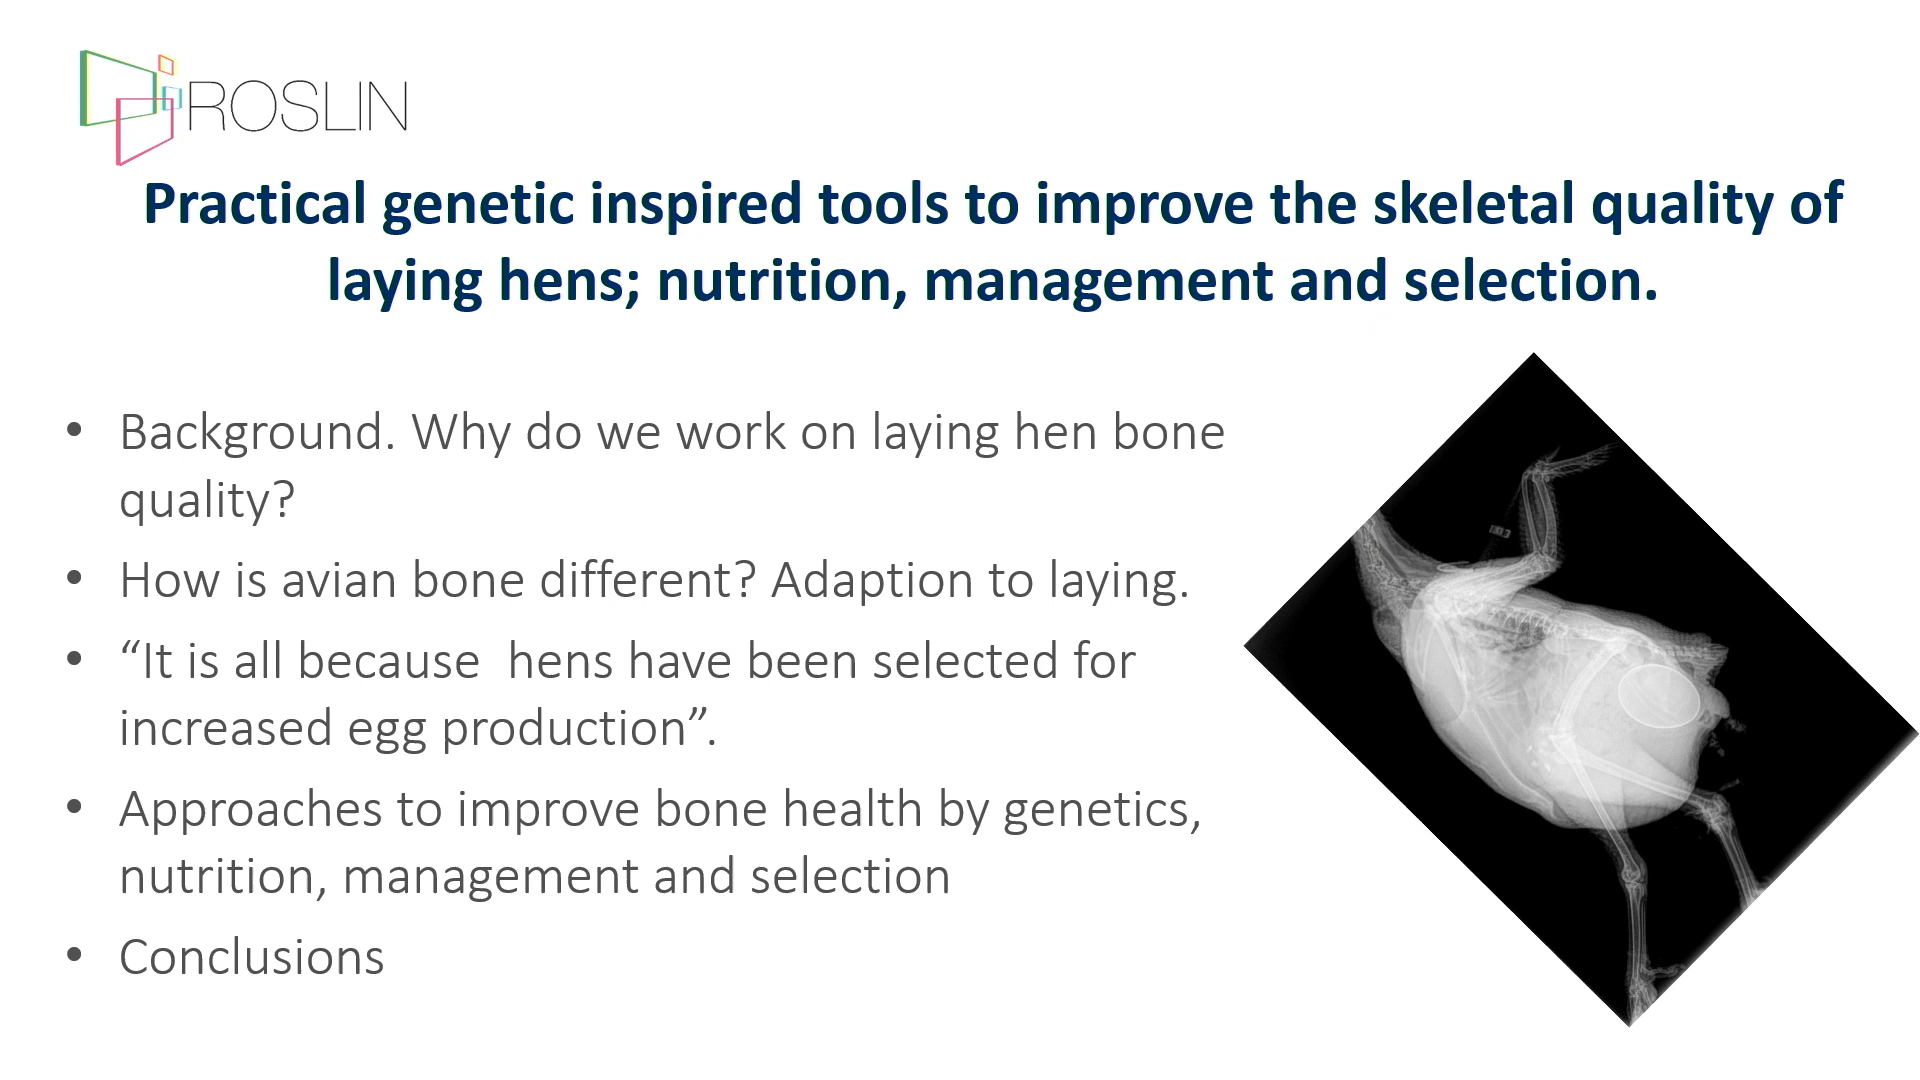 ROSLIN
Practical genetic inspired tools to improve the skeletal quality of
laying hens; nutrition, management and selection.
• Background. Why do we work on laying hen bone
quality?
• How is avian bone different? Adaption to laying.
• “It is all because  hens have been selected for
increased egg production”.
• Approaches to improve bone health by genetics,
nutrition, management and selection
• Conclusions